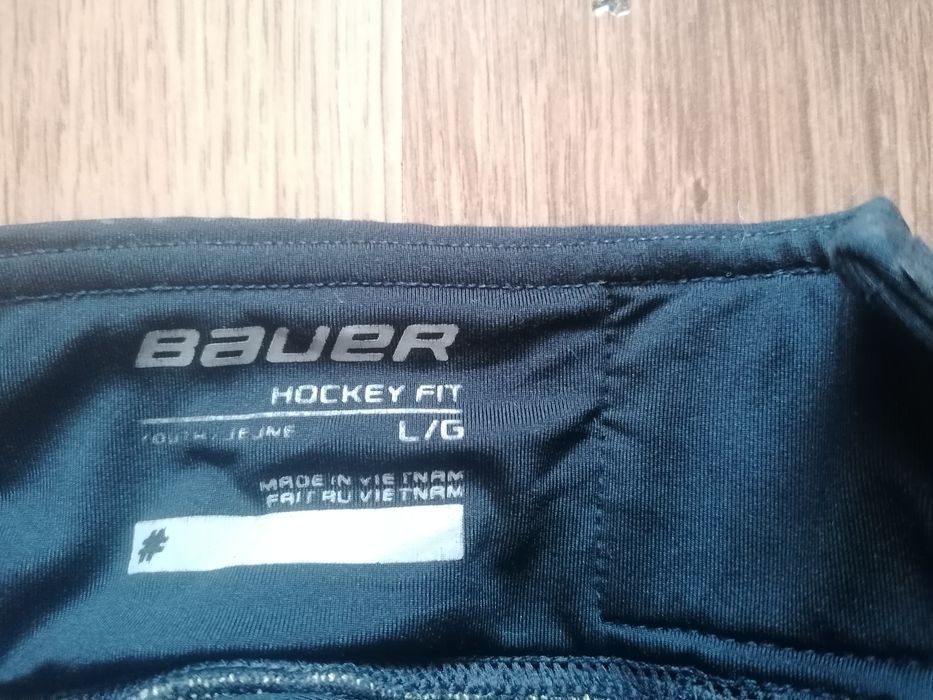 BAUER
HOCKEY FIT
YOUTH / JEUNE L/G
MADE IN VIETNAM
FAIT AU VIETNAM
#